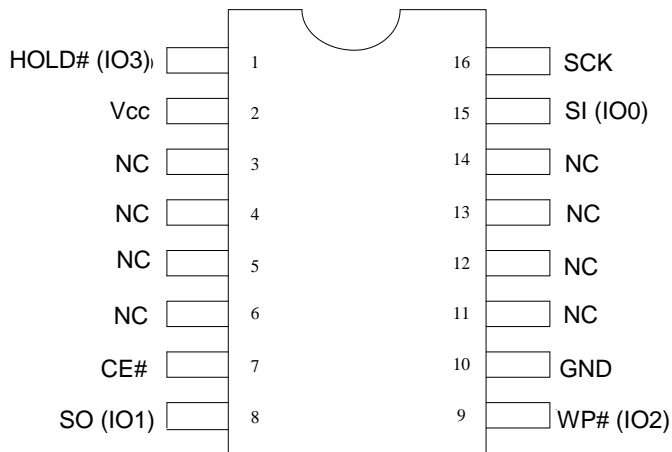 HOLD# (IO3) 1 16 SCK
Vcc 2 15 SI (IO0)
NC 3 14 NC
NC 4 13 NC
NC 5 12 NC
NC 6 11 NC
CE# 7 10 GND
SO (IO1) 8 9 WP# (IO2)